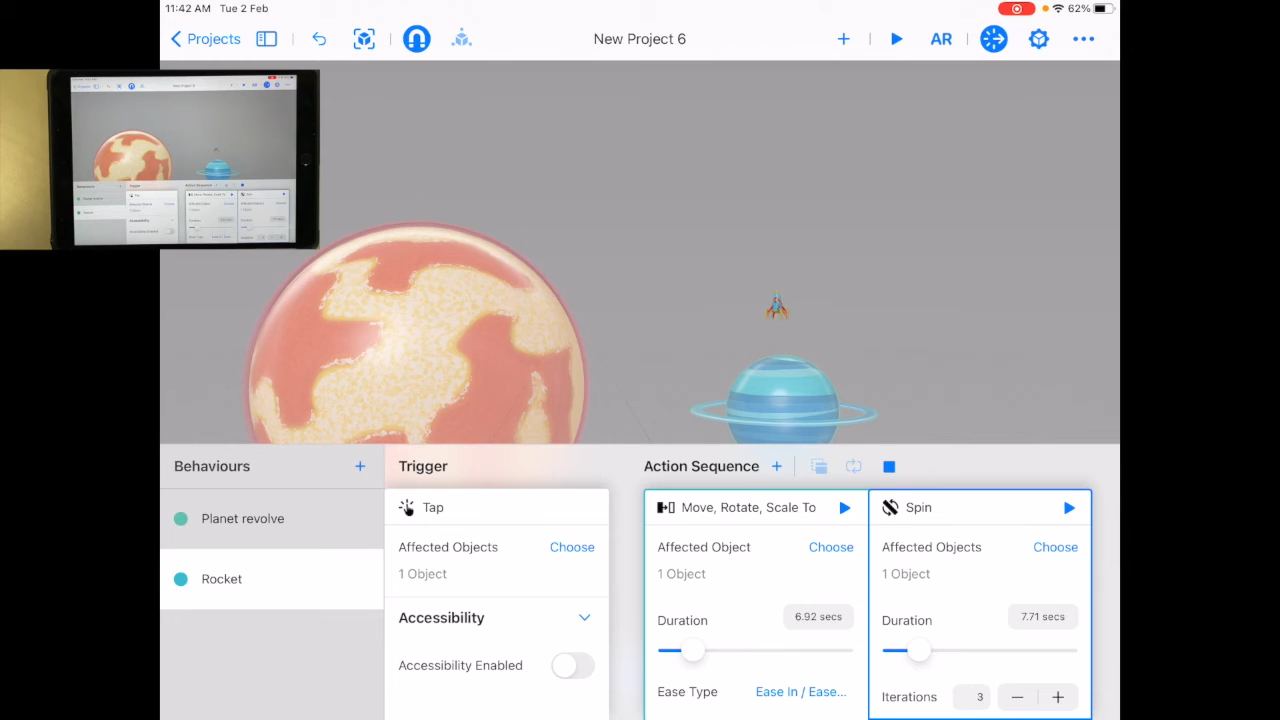 11:42 AM Tue 2 Feb
62%
Projects
New Project 6
AR
Behaviours
Trigger
Action Sequence
Planet revolve
Rocket
Tap
Affected Objects Choose
1 Object
Accessibility
Accessibility Enabled
Move, Rotate, Scale To
Affected Object Choose
1 Object
Duration 6.92 secs
Ease Type Ease In / Ease...
Spin
Affected Objects Choose
1 Object
Duration 7.71 secs
Iterations 3